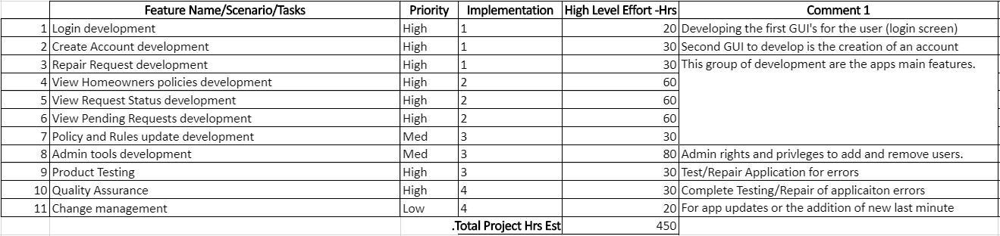 Feature Name/Scenario/Tasks Priority Implementation High Level Effort -Hrs Comment 1
1 Login development High 1 20 Developing the first GUI's for the user (login screen)
2 Create Account development High 1 30 Second GUI to develop is the creation of an account
3 Repair Request development High 1 30 This group of development are the apps main features.
4 View Homeowners policies development High 2 60
5 View Request Status development High 2 60
6 View Pending Requests development High 2 60
7 Policy and Rules update development Med 3 30
8 Admin tools development Med 3 80 Admin rights and privleges to add and remove users.
9 Product Testing High 3 30 Test/Repair Application for errors
10 Quality Assurance High 4 30 Complete Testing/Repair of applicaiton errors
11 Change management Low 4 20 For app updates or the addition of new last minute
.Total Project Hrs Est 450